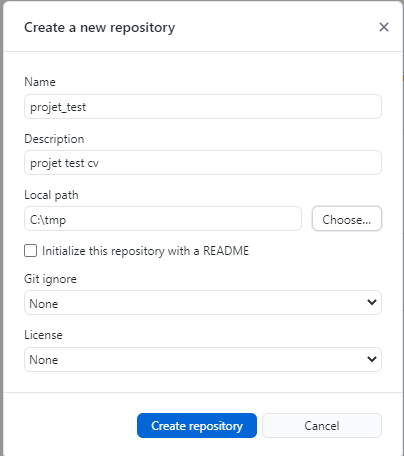 Create a new repository
Name
projet_test
Description
projet test cv
Local path
C:\tmp
Choose...
Initialize this repository with a README
Git ignore
None
License
None
Create repository
Cancel